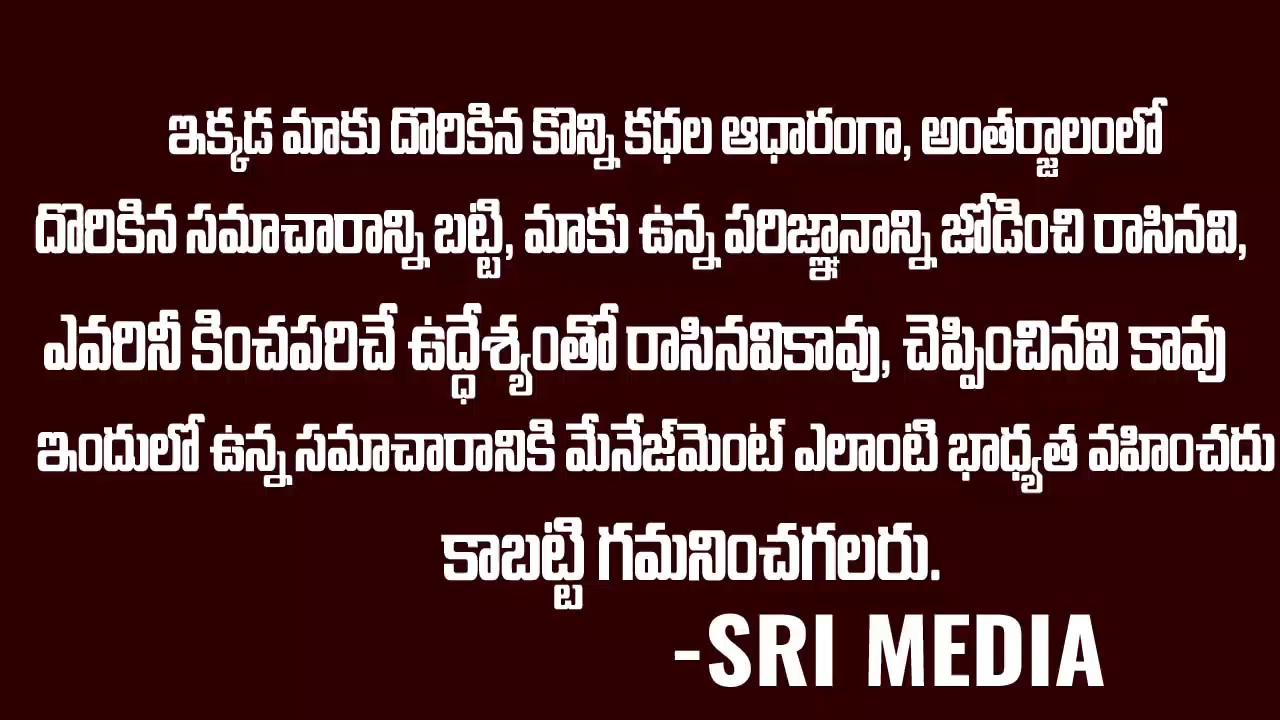 ఇక్కడ మాకు దొరికిన కొన్ని కధల ఆధారంగా, అంతర్జాలంలో
దొరికిన సమాచారాన్ని బట్టి, మాకు ఉన్న పరిజ్ఞానాన్ని జోడించి రాసినవి,
ఎవరినీ కించపరిచే ఉద్ధేశ్యంతో రాసినవికావు, చెప్పించినవి కావు
ఇందులో ఉన్న సమాచారానికి మేనేజ్‌మెంట్ ఎలాంటి భాధ్యత వహించదు
కాబట్టి గమనించగలరు.
-SRI MEDIA